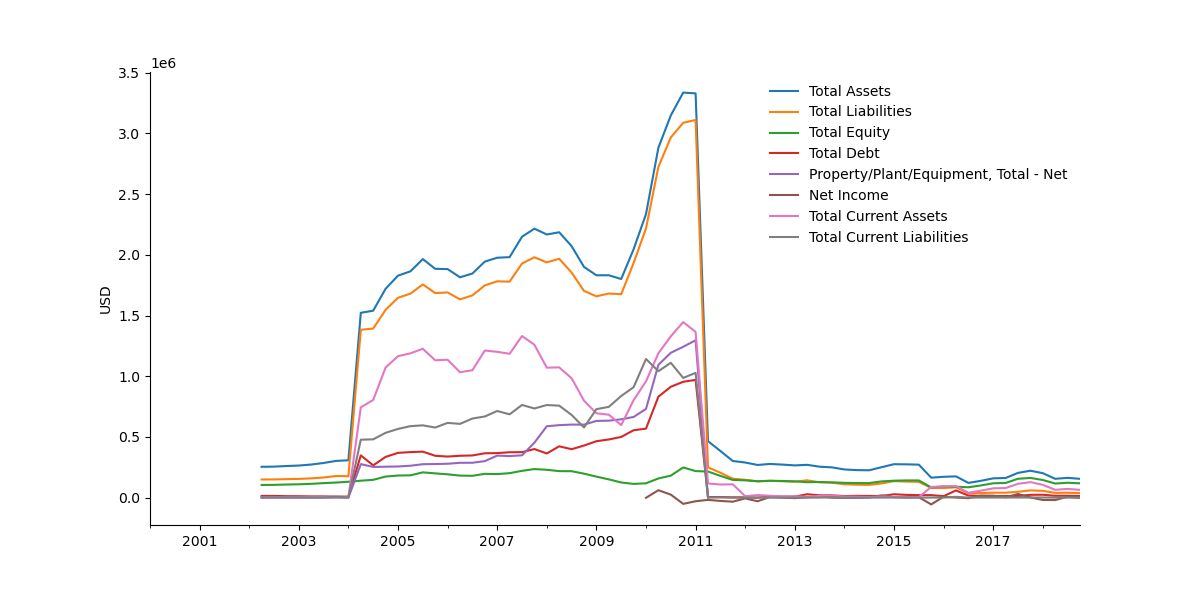 1e6
3.5
3.0
2.5
2.0
1.5
1.0
0.5
0.0
USD
Total Assets
Total Liabilities
Total Equity
Total Debt
Property/Plant/Equipment, Total - Net
Net Income
Total Current Assets
Total Current Liabilities
2001 2003 2005 2007 2009 2011 2013 2015 2017